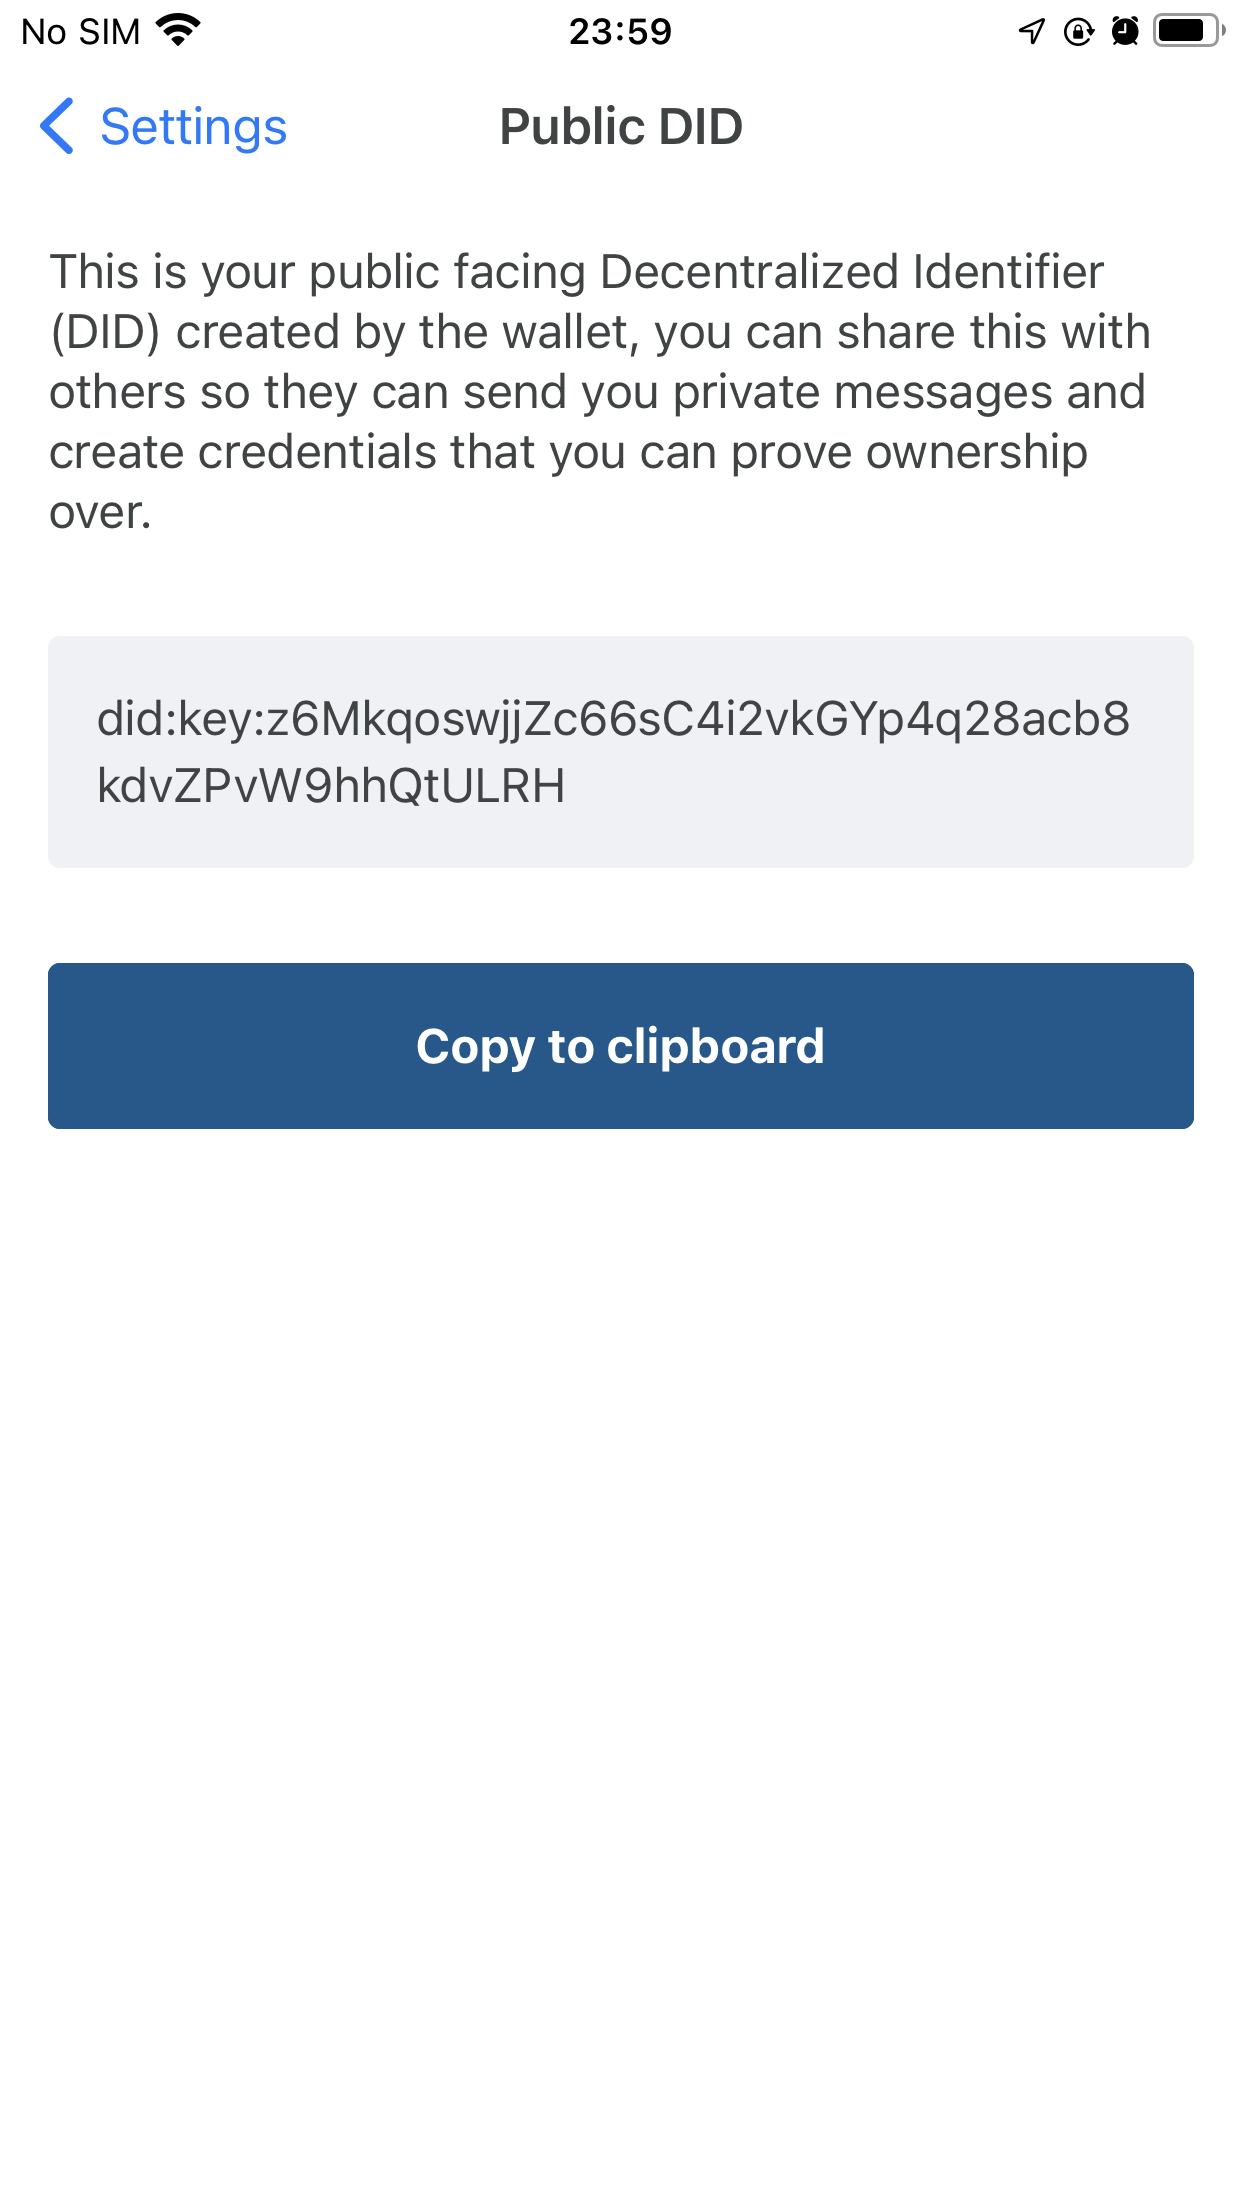 No SIM 23:59
Settings Public DID
This is your public facing Decentralized Identifier
(DID) created by the wallet, you can share this with
others so they can send you private messages and
create credentials that you can prove ownership
over.
did:key:z6MkqoswjjZc66sC4i2vkGYp4q28acb8
kdvZPvW9hhQtULRH
Copy to clipboard